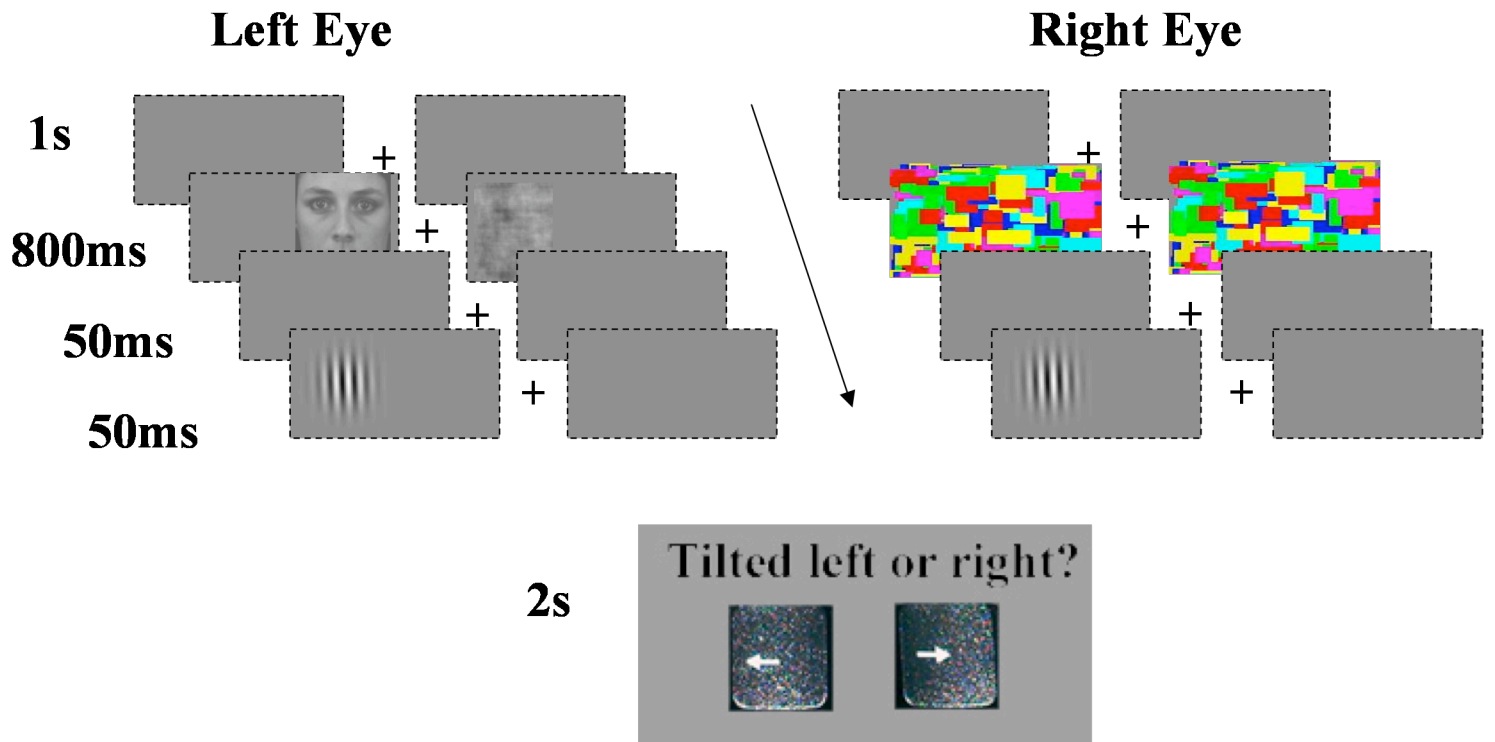 Left Eye
Right Eye
1s
+
+
800ms
+
+
50ms
+
+
50ms
+
+
Tilted left or right?
2s